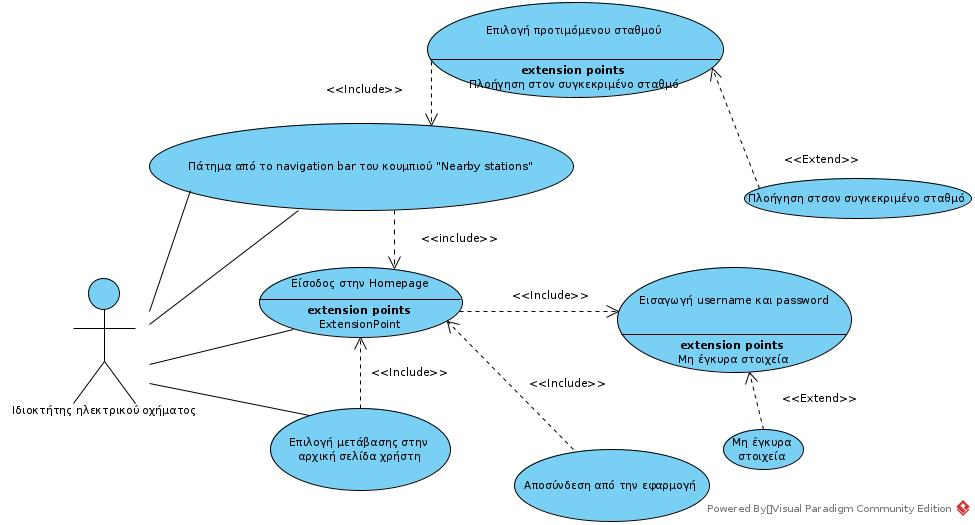 Επιλογή προτιμόμενου σταθμού
extension points
Πλοήγηση στον συγκεκριμένο σταθμό
<<Include>>
<<Extend>>
Πάτημα από το navigation bar του κουμπιού "Nearby stations"
Πλοήγηση στσον συγκεκριμένο σταθμό
<<include>>
Είσοδος στην Homepage
extension points
ExtensionPoint
<<Include>>
Εισαγωγή username και password
extension points
Μη έγκυρα στοιχεία
<<Include>>
<<Include>>
<<Extend>>
Ιδιοκτήτης ηλεκτρικού οχήματος
Επιλογή μετάβασης στην
αρχική σελίδα χρήστη
Μη έγκυρα
στοιχεία
Αποσύνδεση από την εφαρμογή
Powered By▯Visual Paradigm Community Edition